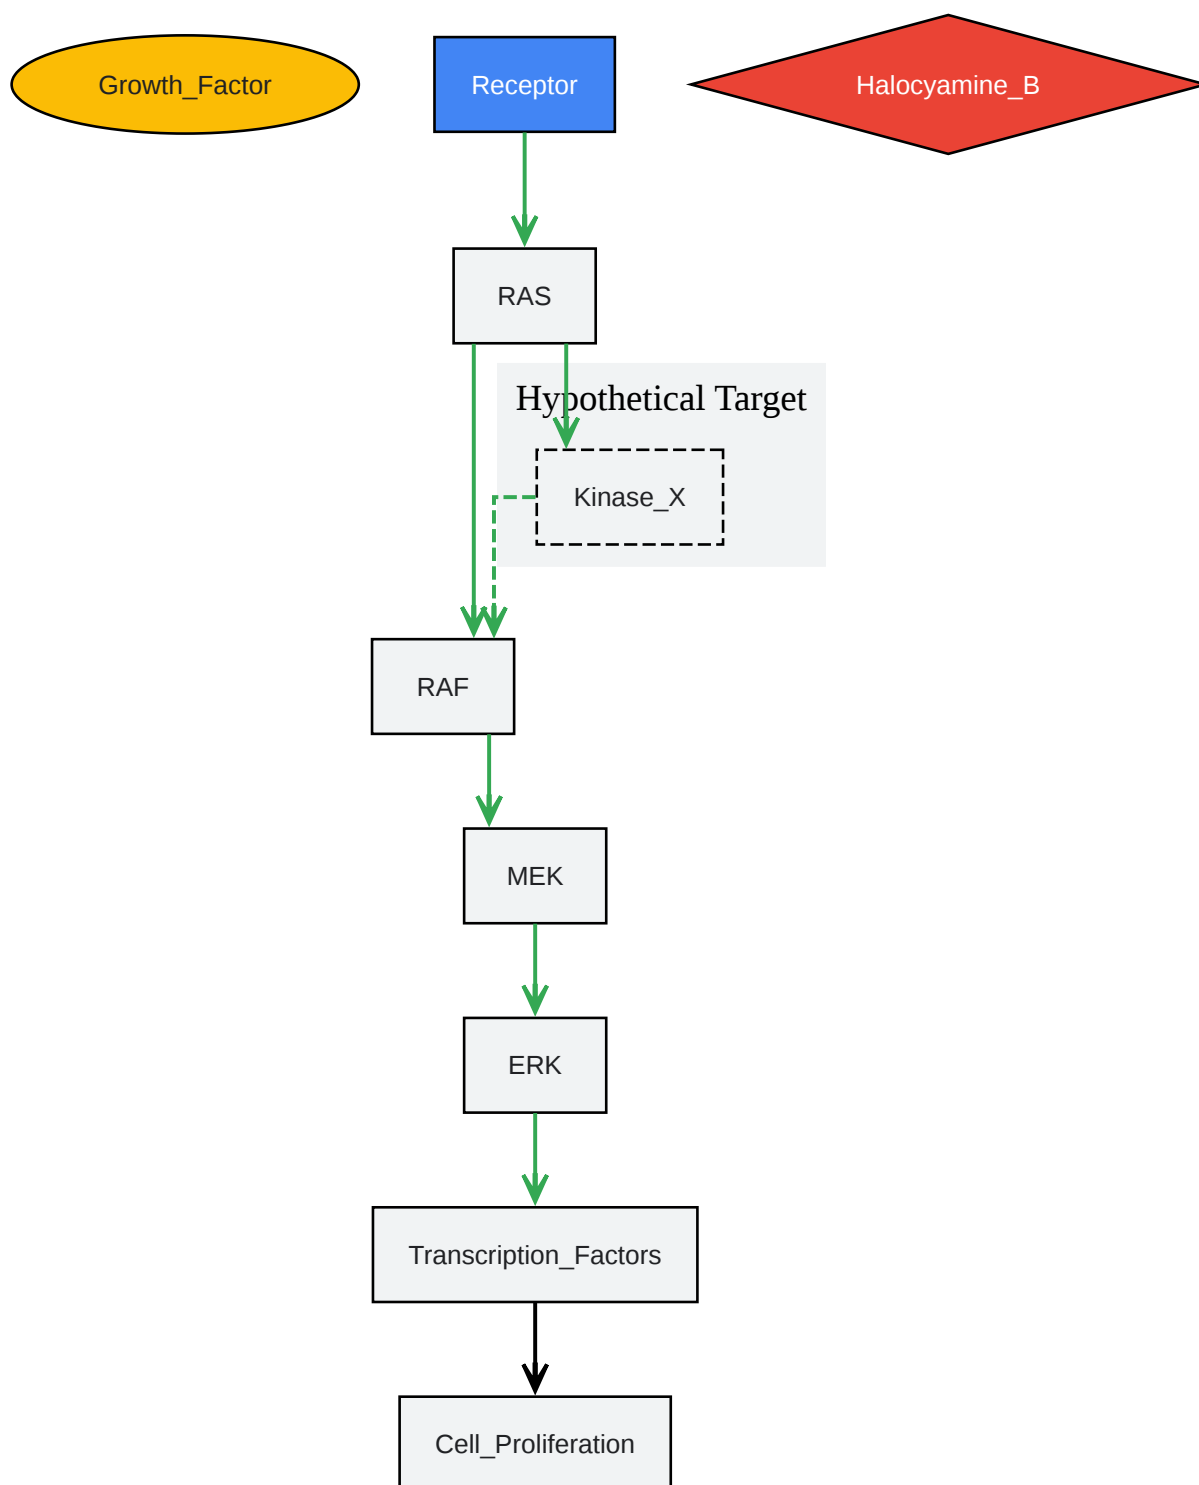 Growth_Factor
Receptor
Halocyamine_B
RAS
Hypothetical Target
Kinase_X
RAF
MEK
ERK
Transcription_Factors
Cell_Proliferation